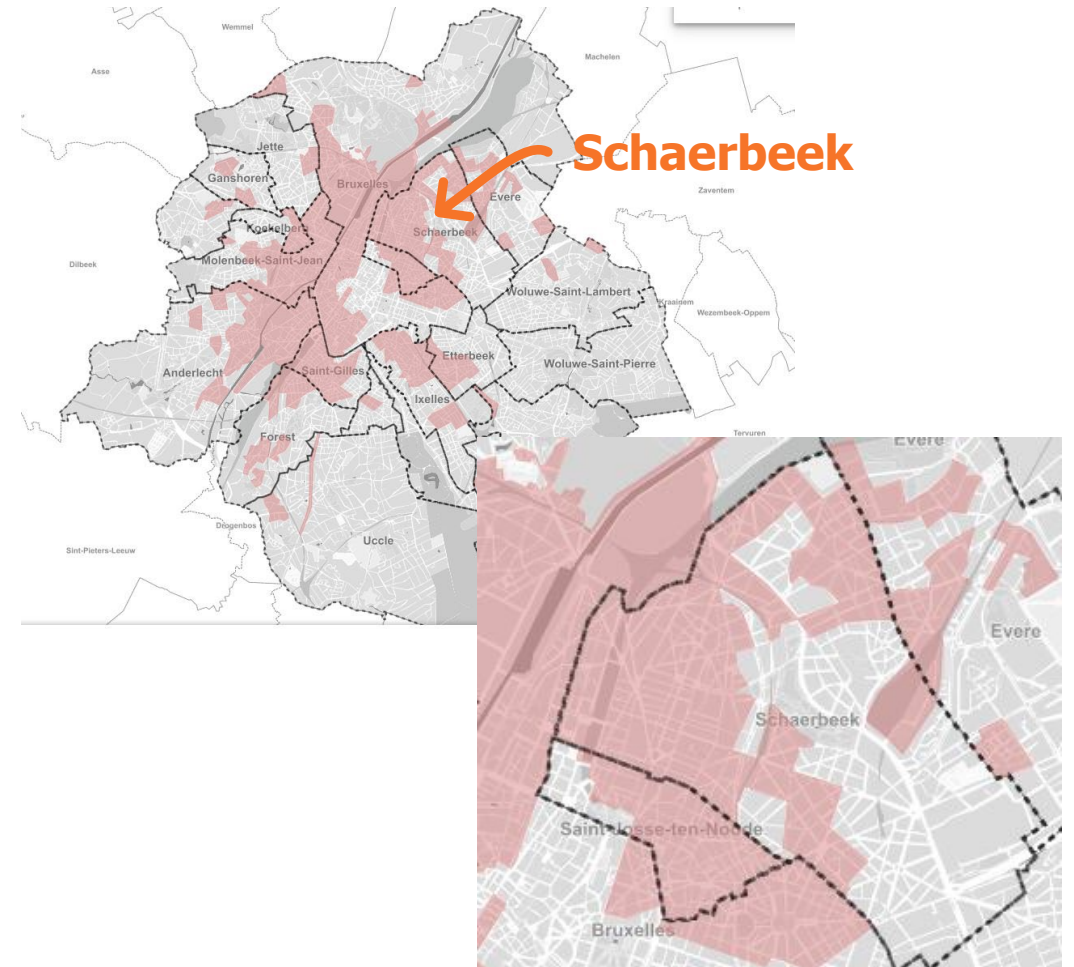 Wemmel
Machelen
Asse
Jette
Schaerbeek
Ganshoren
Bruxelles
Zaventem
Evere
Koekelberg
Schaerbeek
Molenbeek-Saint-Jean
Dilbeek
Woluwe-Saint-Lambert
Kraainem
Wezembeek-Oppem
Etterbeek
Woluwe-Saint-Pierre
Anderlecht
Saint-Gilles
Ixelles
Tervuren
Forest
Evere
Drogenbos
Uccle
Sint-Pieters-Leeuw
Evere
Schaerbeek
Saint-Josse-ten-Noode
Bruxelles